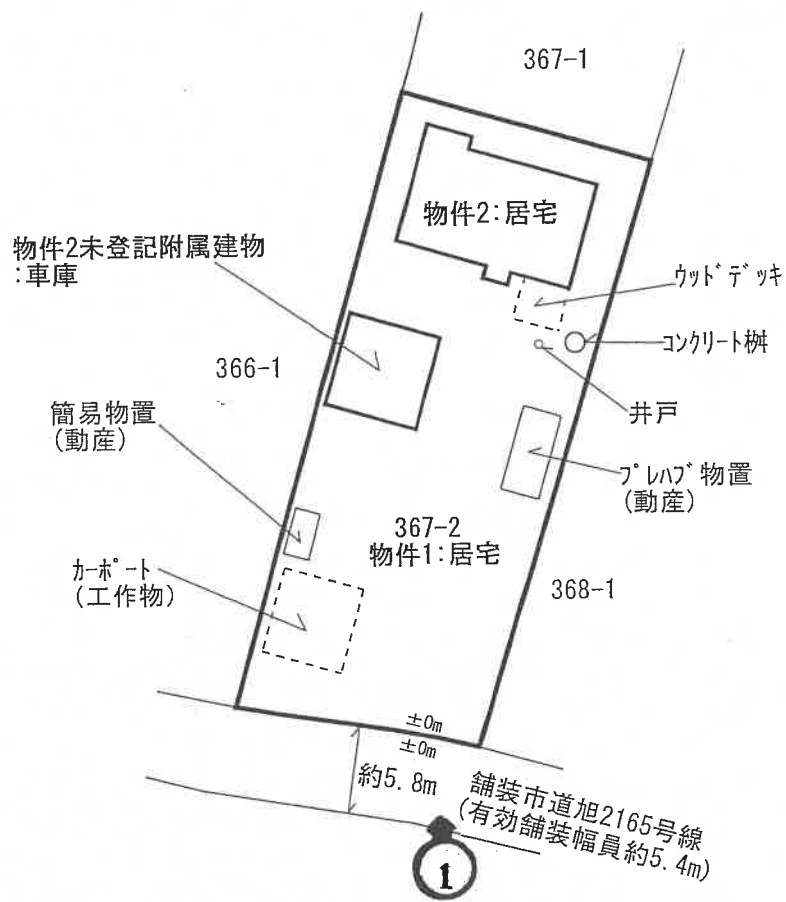 367-1
物件2:居宅
物件2未登記附属建物
:車庫
ウッドデッキ
コンクリート桝
366-1
井戸
簡易物置
(動産)
プレハブ物置
(動産)
367-2
物件1:居宅
カーポート
(工作物)
368-1
±0m
±0m
約5.8m
舗装市道旭2165号線
(有効舗装幅員約5.4m)
1